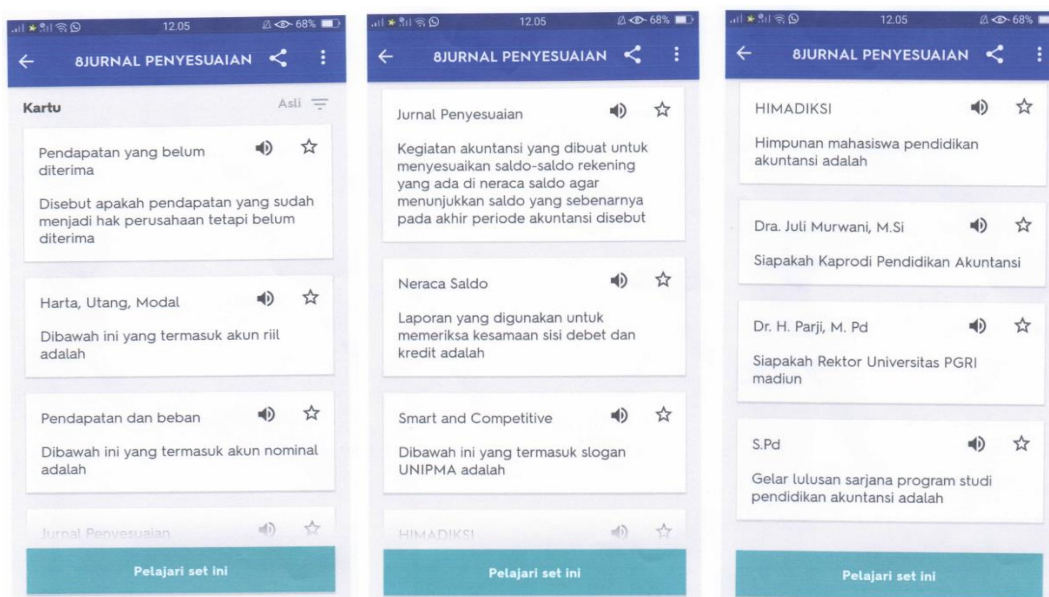 12.05
68%
8JURNAL PENYESUAIAN
Kartu
Asli
Pendapatan yang belum
diterima
Disebut apakah pendapatan yang sudah
menjadi hak perusahaan tetapi belum
diterima
Harta, Utang, Modal
Dibawah ini yang termasuk akun riil
adalah
Pendapatan dan beban
Dibawah ini yang termasuk akun nominal
adalah
Jurnal Penyesuaian
Pelajari set ini
12.05
68%
8JURNAL PENYESUAIAN
Jurnal Penyesuaian
Kegiatan akuntansi yang dibuat untuk
menyesuaikan saldo-saldo rekening
yang ada di neraca saldo agar
menunjukkan saldo yang sebenarnya
pada akhir periode akuntansi disebut
Neraca Saldo
Laporan yang digunakan untuk
memeriksa kesamaan sisi debet dan
kredit adalah
Smart and Competitive
Dibawah ini yang termasuk slogan
UNIPMA adalah
HIMADIKSI
Pelajari set ini
12.05
68%
8JURNAL PENYESUAIAN
HIMADIKSI
Himpunan mahasiswa pendidikan
akuntansi adalah
Dra. Juli Murwani, M.Si
Siapakah Kaprodi Pendidikan Akuntansi
Dr. H. Parji, M. Pd
Siapakah Rektor Universitas PGRI
madiun
S.Pd
Gelar lulusan sarjana program studi
pendidikan akuntansi adalah
Pelajari set ini